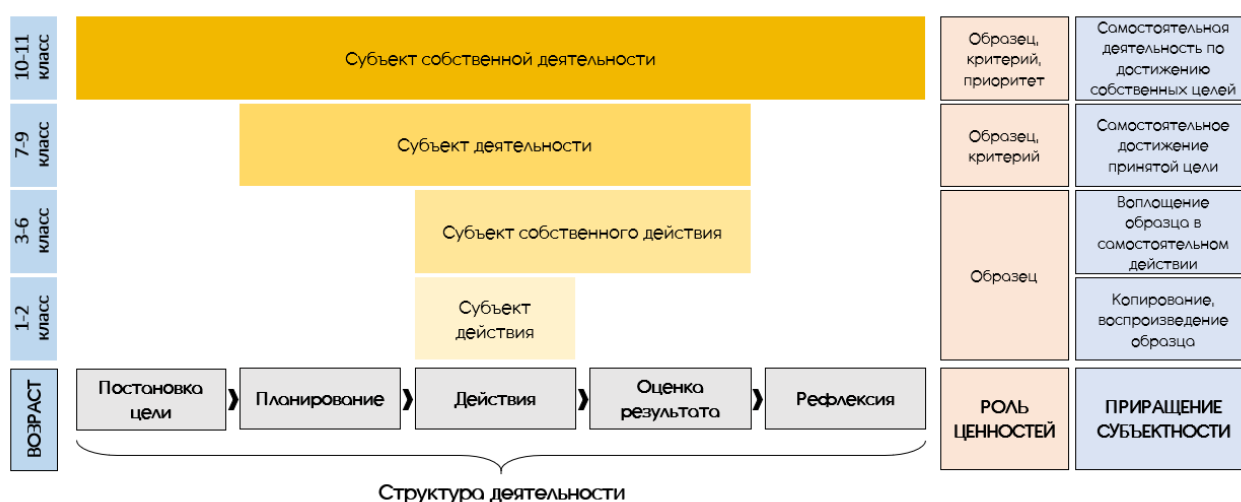 10-11
класс
Субъект собственной деятельности
Образец,
критерий,
приоритет
Самостоятельная
деятельность по
достижению
собственных целей
7-9
класс
Субъект деятельности
Образец,
критерий
Самостоятельное
достижение
принятой цели
3-6
класс
Субъект собственного действия
Образец
Воплощение
образца в
самостоятельном
действии
1-2
класс
Субъект
действия
Копирование,
воспроизведение
образца
ВОЗРАСТ
Постановка
цели
Планирование
Действия
Оценка
результата
Рефлексия
РОЛЬ
ЦЕННОСТЕЙ
ПРИРАЩЕНИЕ
СУБЪЕКТНОСТИ
Структура деятельности